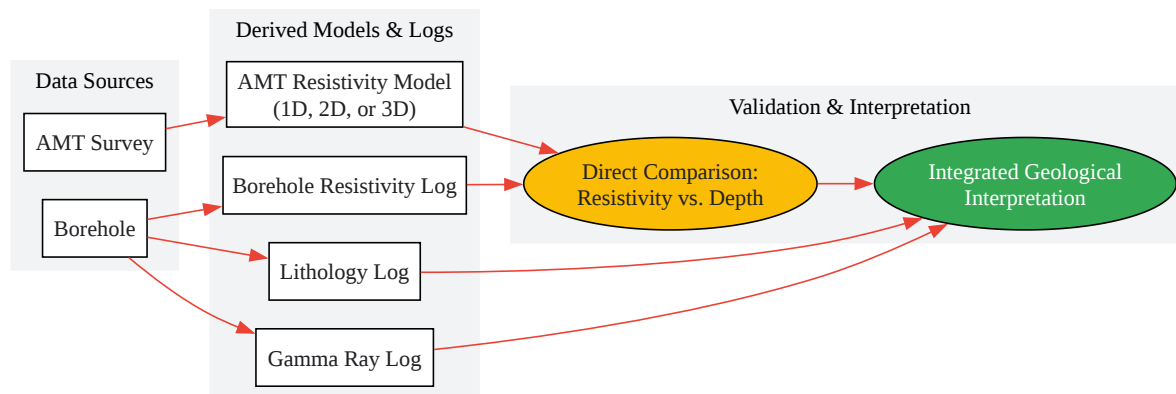 Data Sources
AMT Survey
Borehole
Derived Models & Logs
AMT Resistivity Model
(1D, 2D, or 3D)
Borehole Resistivity Log
Lithology Log
Gamma Ray Log
Validation & Interpretation
Direct Comparison:
Resistivity vs. Depth
Integrated Geological
Interpretation